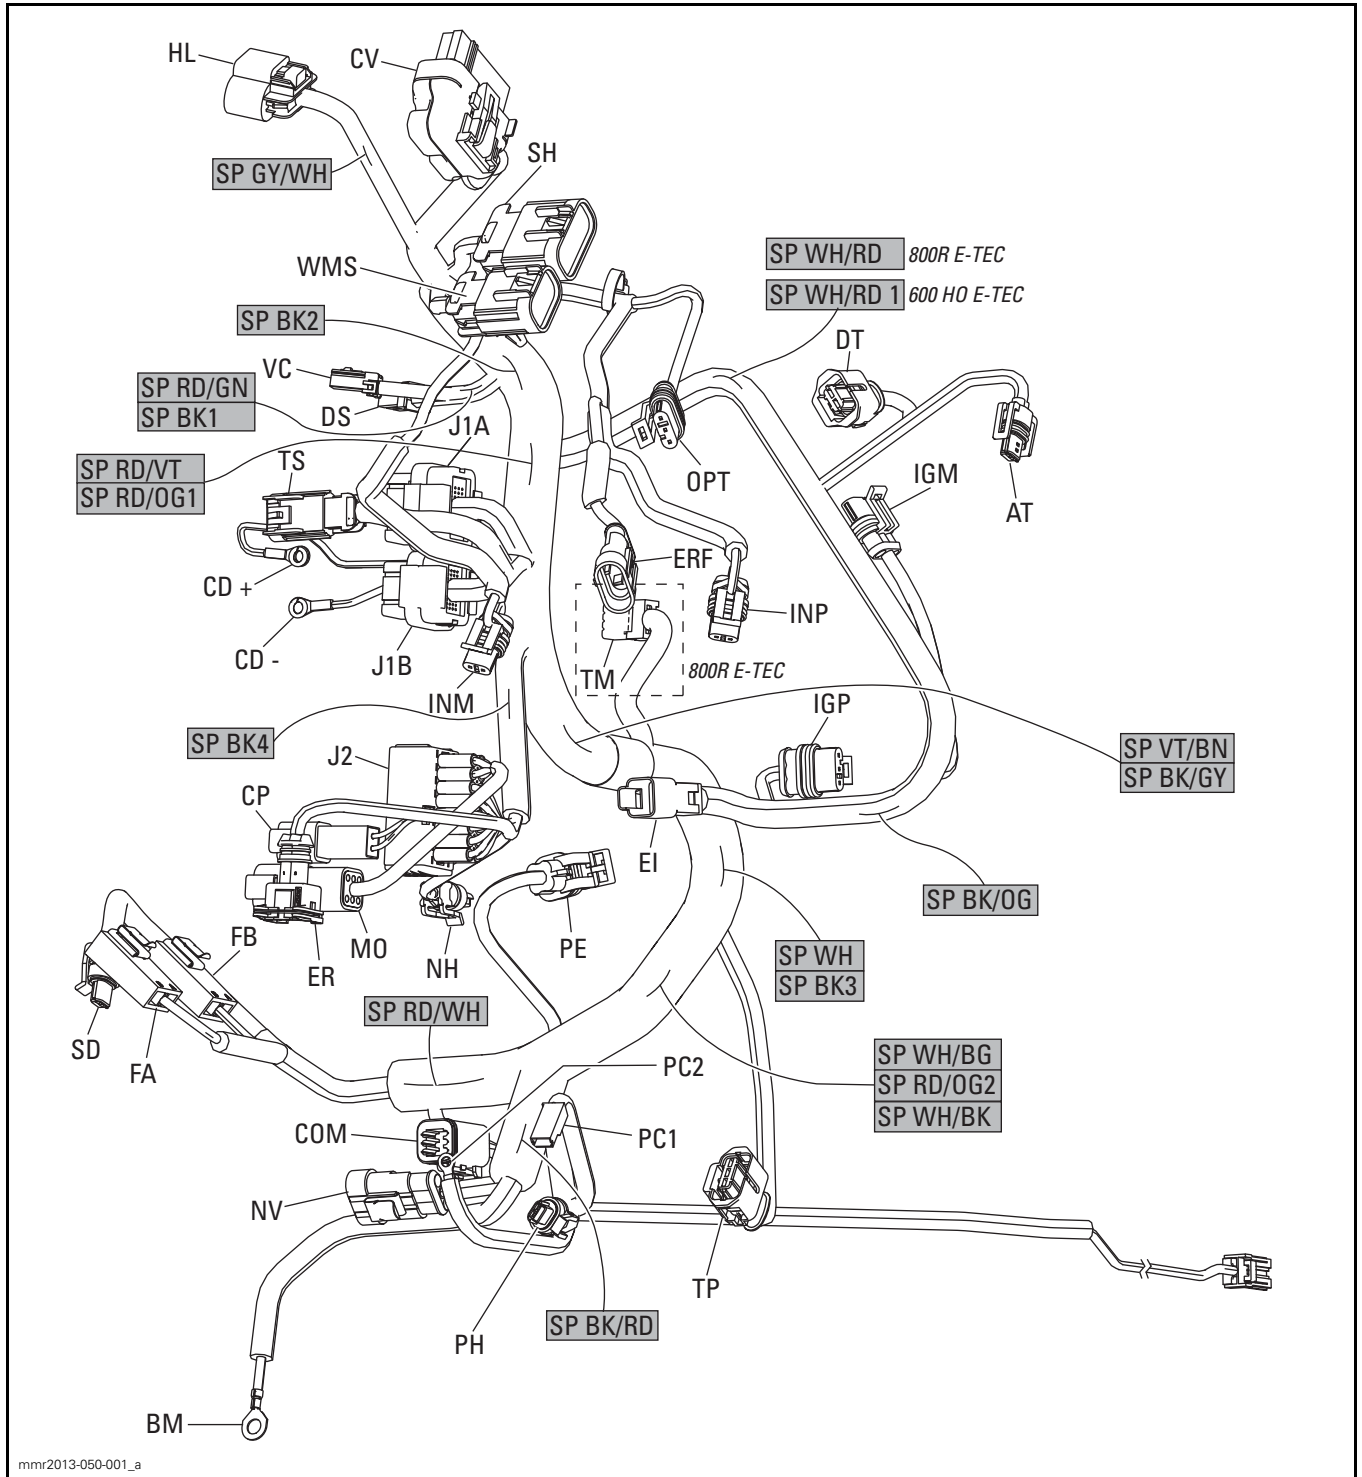 HL
CV
SH
SP GY/WH
WMS
SP WH/RD 800R E-TEC
SP WH/RD 1 600 HO E-TEC
SP BK2
DT
VC
SP RD/GN
SP BK1
DS
J1A
SP RD/VT
SP RD/OG1
TS
OPT
IGM
AT
ERF
CD +
INP
CD -
J1B
TM
800R E-TEC
INM
IGP
SP BK4
J2
SP VT/BN
SP BK/GY
CP
EI
SP BK/OG
FB
MO
PE
ER
NH
SP WH
SP BK3
SP RD/WH
SD
FA
PC2
SP WH/BG
SP RD/OG2
SP WH/BK
COM
PC1
NV
TP
SP BK/RD
PH
BM
mmr2013-050-001_a